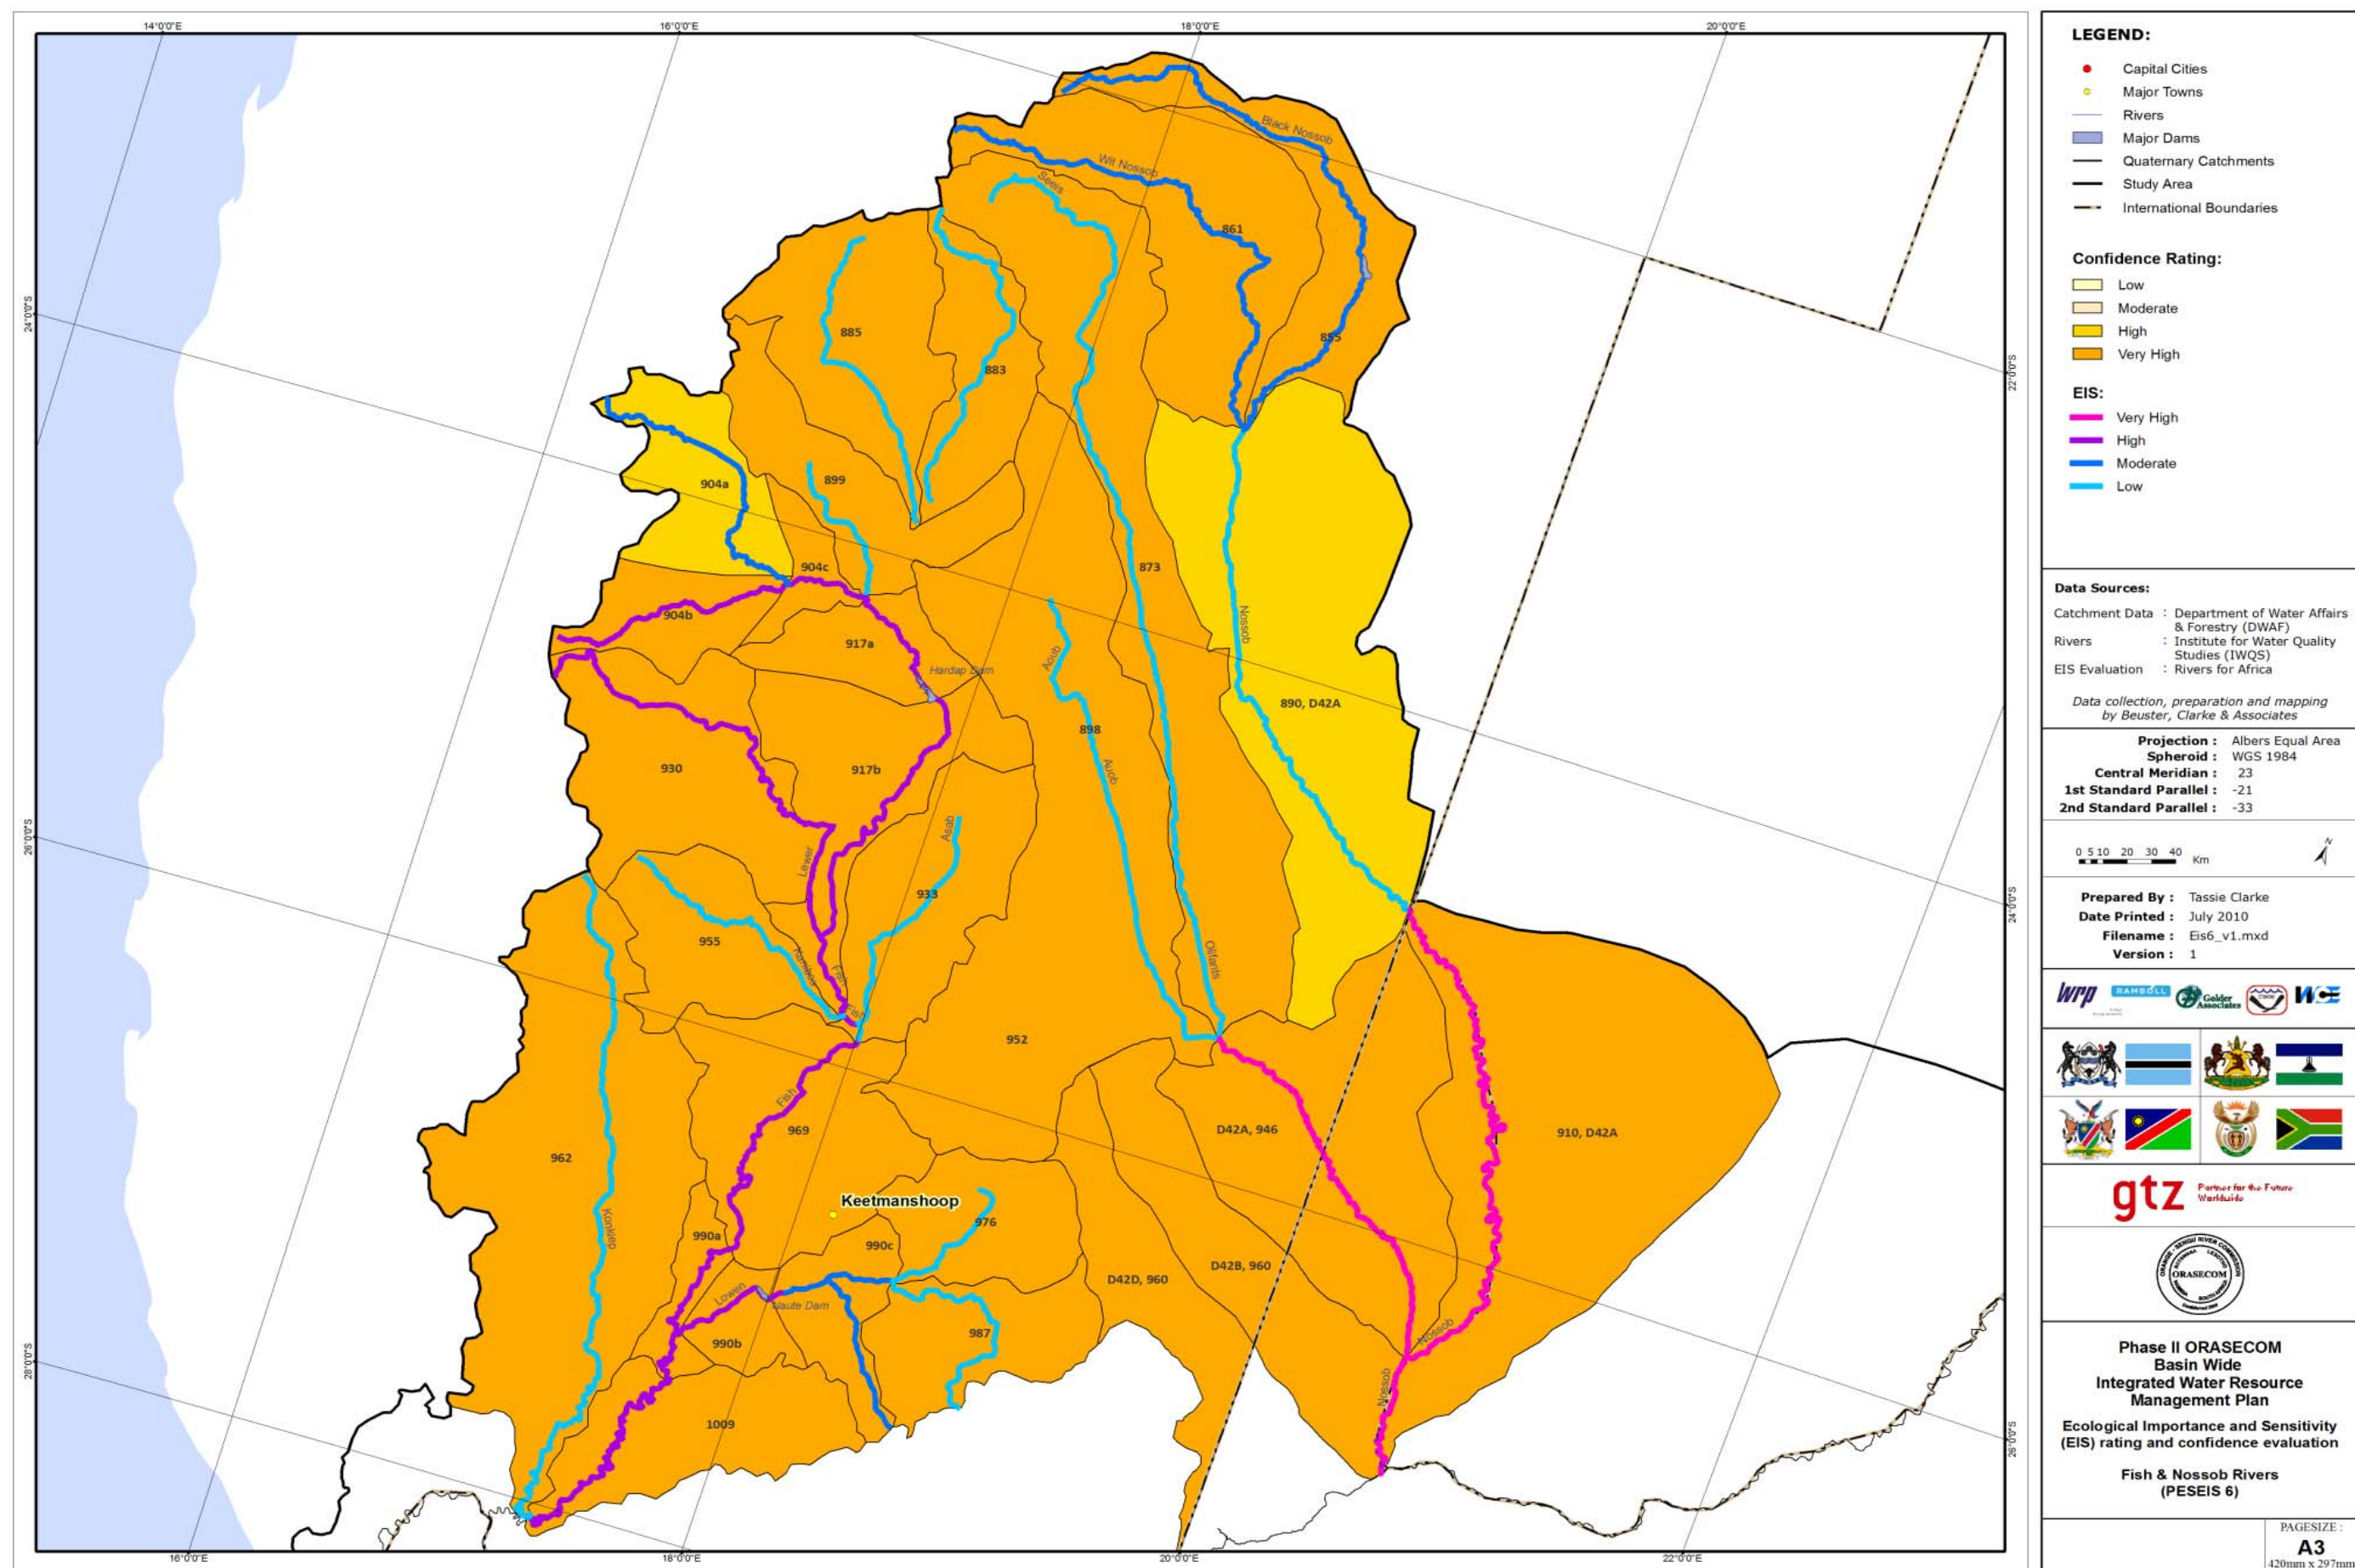 14°0'0"E
16°0'0"E
18°0'0"E
20°0'0"E
24°0'0"S
26°0'0"S
28°0'0"S
22°0'0"S
24°0'0"S
26°0'0"S
16°0'0"E
18°0'0"E
20°0'0"E
22°0'0"E
Black Nossob
Wit Nossob
Seeis
861
885
855
883
904a
899
904c
873
904b
917a
Hardap Dam
Nossob
Aoub
890, D42A
898
930
917b
Auob
Asab
Lewer
933
955
Kamboq
Fish
Fish
Olifants
952
Fish
969
D42A, 946
910, D42A
962
Keetmanshoop
Konkiep
990a
990c
976
D42D, 960
D42B, 960
Lowen
Naute Dam
990b
987
Nossob
Nossob
1009
LEGEND:
Capital Cities
Major Towns
Rivers
Major Dams
Quaternary Catchments
Study Area
International Boundaries
Confidence Rating:
Low
Moderate
High
Very High
EIS:
Very High
High
Moderate
Low
Data Sources:
Catchment Data : Department of Water Affairs
& Forestry (DWAF)
Rivers : Institute for Water Quality
Studies (IWQS)
EIS Evaluation : Rivers for Africa
Data collection, preparation and mapping
by Beuster, Clarke & Associates
Projection : Albers Equal Area
Spheroid : WGS 1984
Central Meridian : 23
1st Standard Parallel : -21
2nd Standard Parallel : -33
0 5 10 20 30 40 Km
N
Prepared By : Tassie Clarke
Date Printed : July 2010
Filename : Eis6_v1.mxd
Version : 1
wrp
RAMBOLL
Golder Associates
WCE
gtz Partner for the Future
Worldwide
ORANGE - SENQU RIVER COMMISSION
ORASECOM
Phase II ORASECOM
Basin Wide
Integrated Water Resource
Management Plan
Ecological Importance and Sensitivity
(EIS) rating and confidence evaluation
Fish & Nossob Rivers
(PESEIS 6)
PAGESIZE :
A3
420mm x 297mm